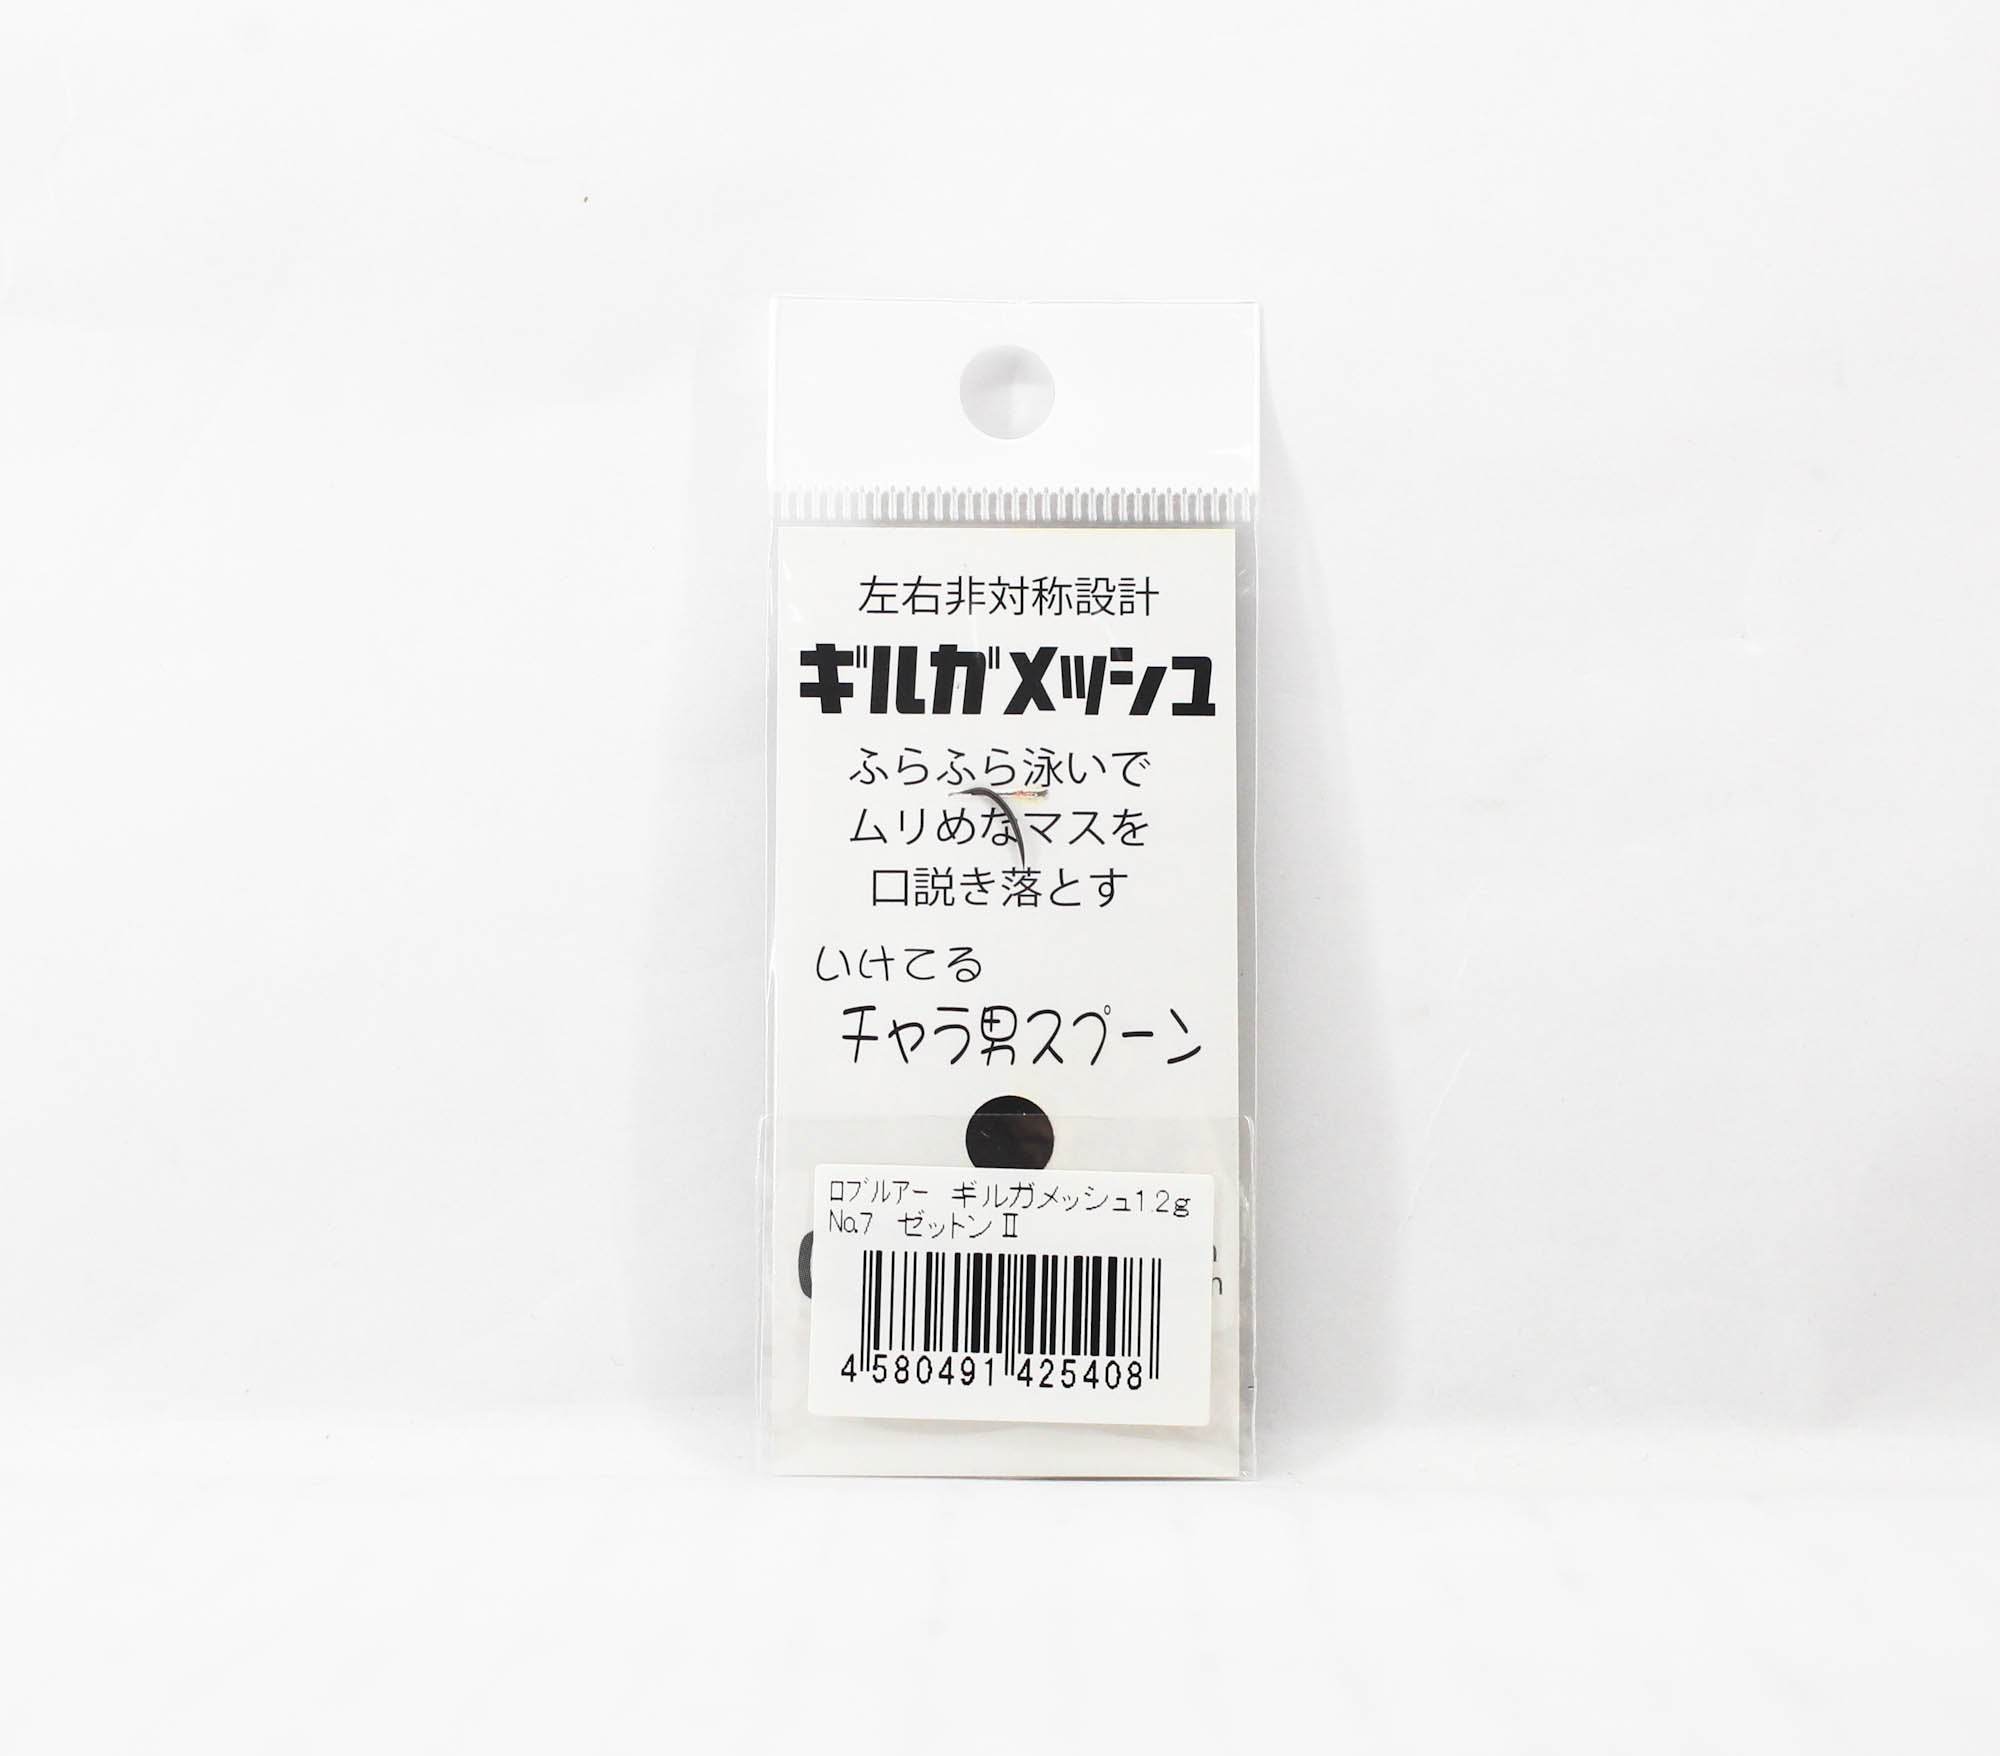 左右非対称設計
ギルガメッシュ
ふらふら泳いで
ムリめなマスを
口説き落とす
いけてる
チャラ男スプーン
ロブルアー ギルガメッシュ1.2g
No.7 ゼットンⅡ
4 580491 425408